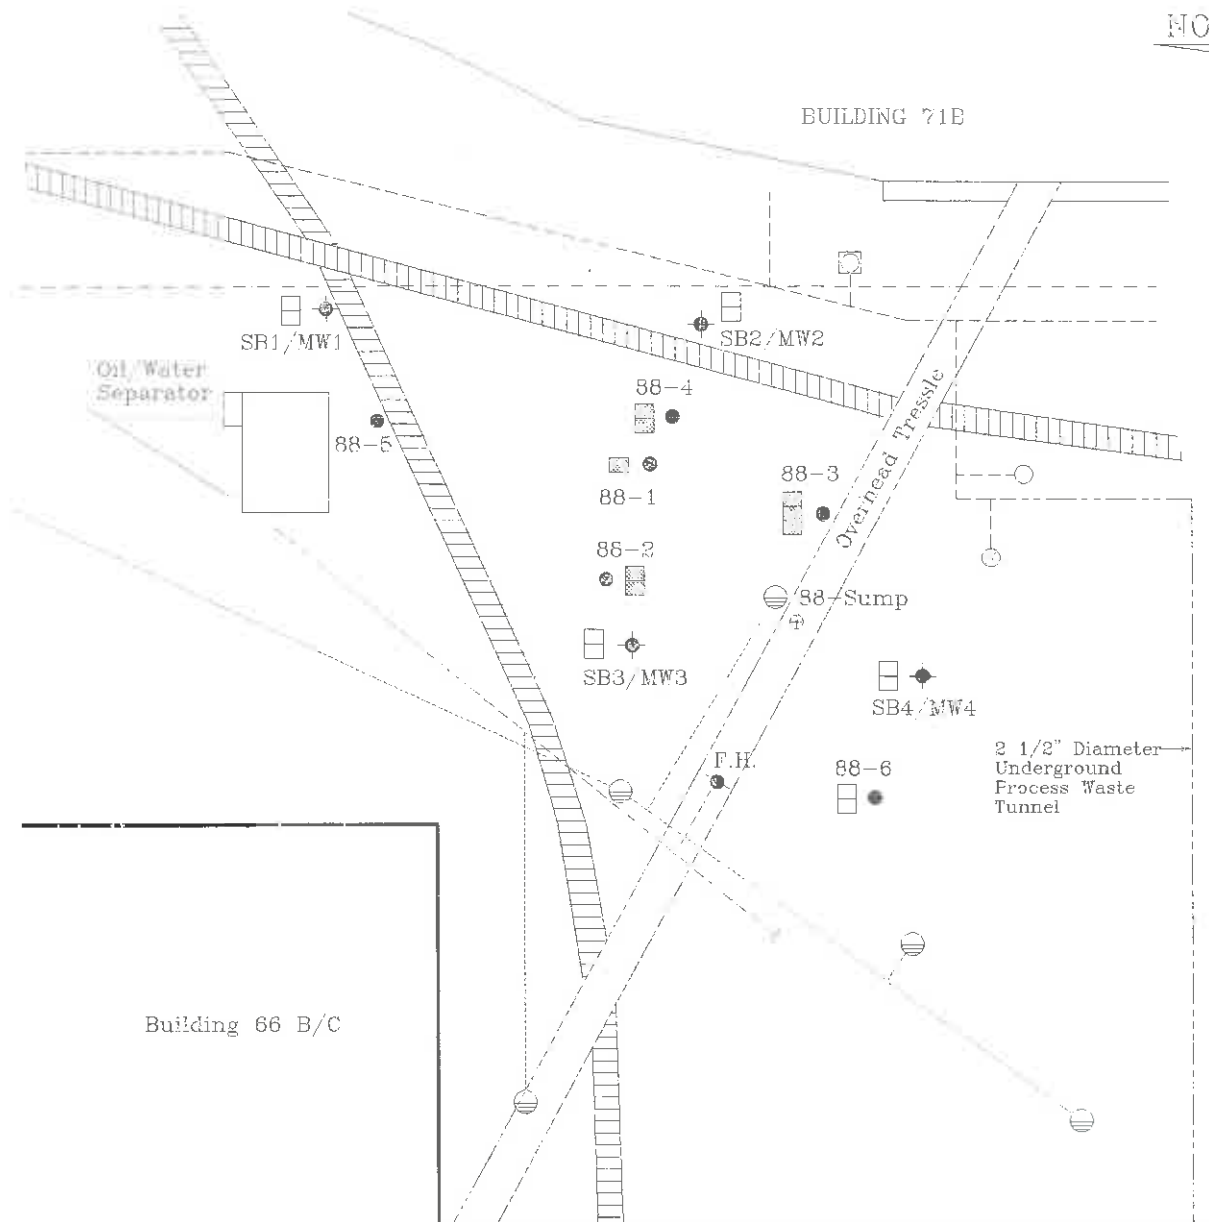 NO
BUILDING 71B
SB1/MW1
SB2/MW2
Oil/Water
Separator
88-4
88-5
88-1
88-3
Overhead Tressle
88-2
88-Sump
SB3/MW3
SB4/MW4
F.H.
88-6
2 1/2" Diameter
Underground
Process Waste
Tunnel
Building 66 B/C